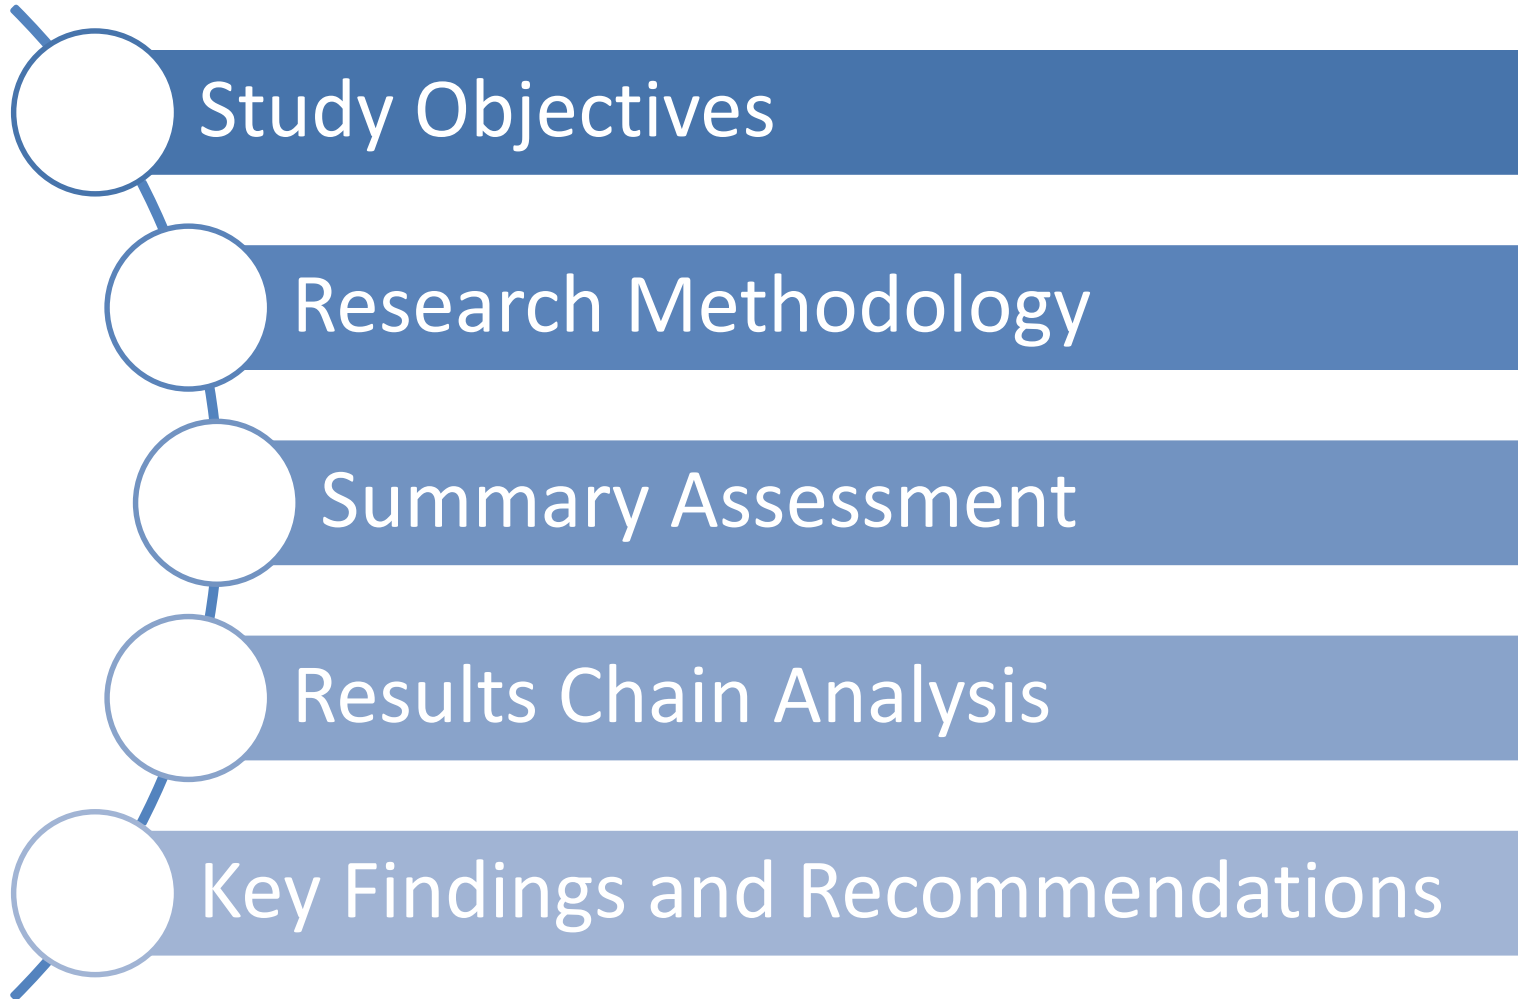 Study Objectives
Research Methodology
Summary Assessment
Results Chain Analysis
Key Findings and Recommendations